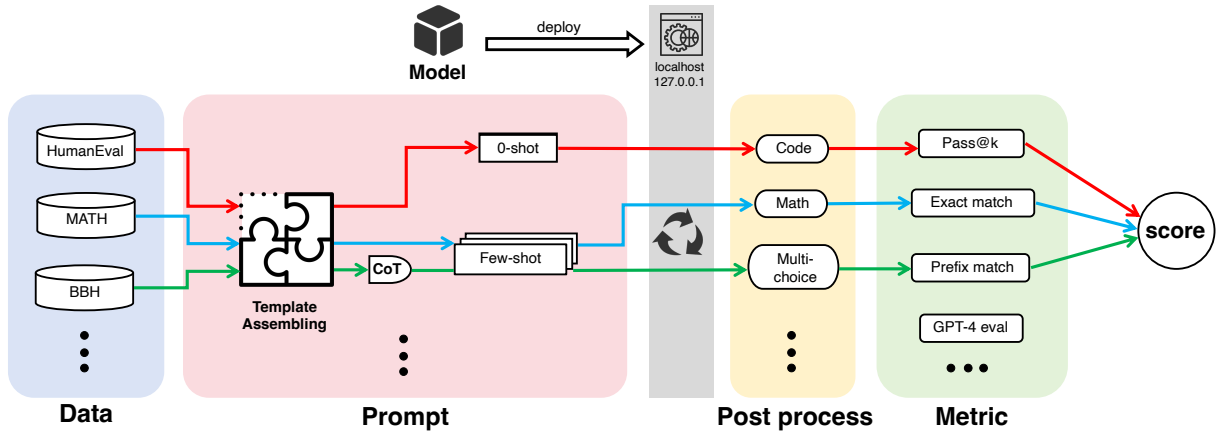 deploy
Model
localhost
127.0.0.1
HumanEval
MATH
BBH
Data
Template
Assembling
0-shot
CoT
Few-shot
Prompt
Code
Math
Multi-
choice
Post process
Pass@k
Exact match
Prefix match
GPT-4 eval
Metric
score